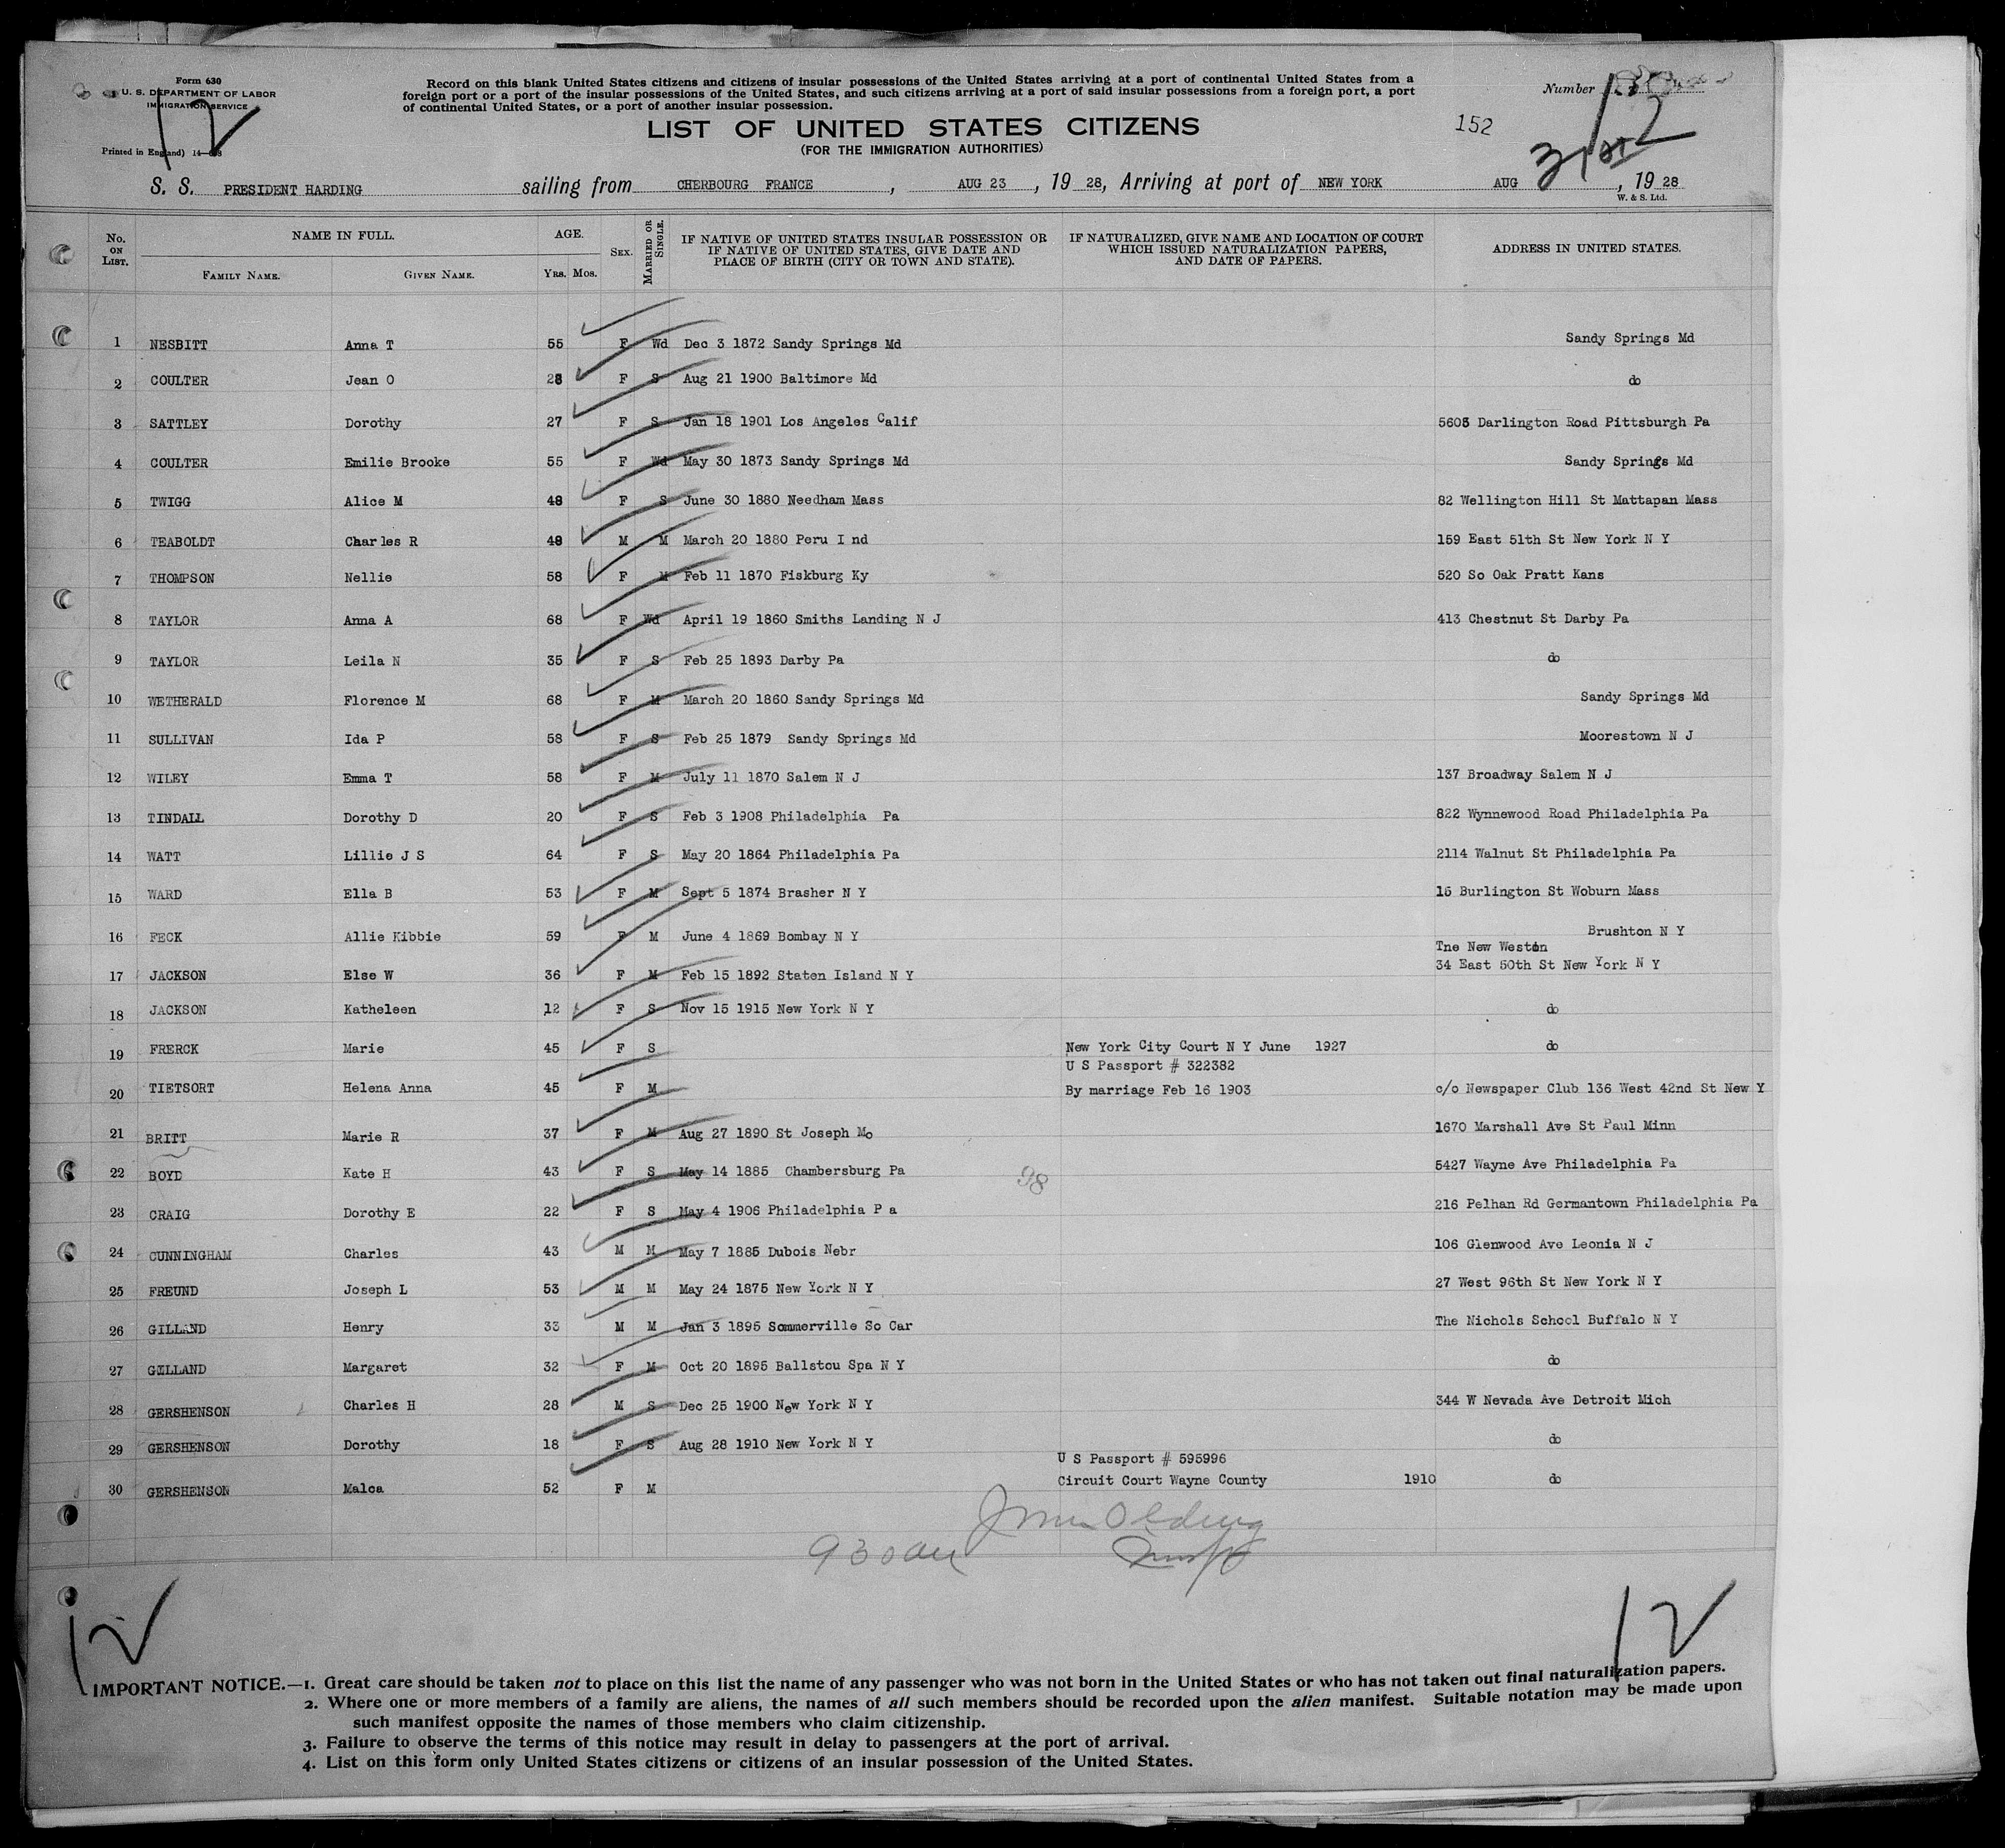 Form 630
U. S. DEPARTMENT OF LABOR
IMMIGRATION SERVICE
12
Printed in England) 14—
Record on this blank United States citizens and citizens of insular possessions of the United States arriving at a port of continental United States from a
foreign port or a port of the insular possessions of the United States, and such citizens arriving at a port of said insular possessions from a foreign port, a port
of continental United States, or a port of another insular possession.
Number 12
LIST OF UNITED STATES CITIZENS
(FOR THE IMMIGRATION AUTHORITIES)
152
S. S. PRESIDENT HARDING sailing from CHERBOURG FRANCE , AUG 23 , 19 28, Arriving at port of NEW YORK AUG 31st , 19 28
W. & S. Ltd.
No. ON LIST. NAME IN FULL. FAMILY NAME. GIVEN NAME. AGE. YRS. MOS. SEX. MARRIED OR SINGLE. IF NATIVE OF UNITED STATES INSULAR POSSESSION OR IF NATIVE OF UNITED STATES, GIVE DATE AND PLACE OF BIRTH (CITY OR TOWN AND STATE). IF NATURALIZED, GIVE NAME AND LOCATION OF COURT WHICH ISSUED NATURALIZATION PAPERS, AND DATE OF PAPERS. ADDRESS IN UNITED STATES.
1 NESBITT Anna T 55 F Wd Dec 3 1872 Sandy Springs Md Sandy Springs Md
2 COULTER Jean O 28 F S Aug 21 1900 Baltimore Md do
3 SATTLEY Dorothy 27 F S Jan 18 1901 Los Angeles Calif 5603 Darlington Road Pittsburgh Pa
4 COULTER Emilie Brooke 55 F Wd May 30 1873 Sandy Springs Md Sandy Springs Md
5 TWIGG Alice M 48 F S June 30 1880 Needham Mass 82 Wellington Hill St Mattapan Mass
6 TEABOLDT Charles R 48 M M March 20 1880 Peru I nd 159 East 51th St New York N Y
7 THOMPSON Nellie 58 F M Feb 11 1870 Fiskburg Ky 520 So Oak Pratt Kans
8 TAYLOR Anna A 68 F Wd April 19 1860 Smiths Landing N J 413 Chestnut St Darby Pa
9 TAYLOR Leila N 35 F S Feb 25 1893 Darby Pa do
10 WETHERALD Florence M 68 F M March 20 1860 Sandy Springs Md Sandy Springs Md
11 SULLIVAN Ida P 58 F S Feb 25 1879 Sandy Springs Md Moorestown N J
12 WILEY Emma T 58 F M July 11 1870 Salem N J 137 Broadway Salem N J
13 TINDALL Dorothy D 20 F S Feb 3 1908 Philadelphia Pa 822 Wynnewood Road Philadelphia Pa
14 WATT Lillie J S 64 F S May 20 1864 Philadelphia Pa 2114 Walnut St Philadelphia Pa
15 WARD Ella B 53 F M Sept 5 1874 Brasher N Y 15 Burlington St Woburn Mass
16 FECK Allie Kibbie 59 F M June 4 1869 Bombay N Y Brushton N Y
Tne New Weston
17 JACKSON Else W 36 F M Feb 15 1892 Staten Island N Y 34 East 50th St New York N Y
18 JACKSON Katheleen 12 F S Nov 15 1915 New York N Y do
19 FRERCK Marie 45 F S New York City Court N Y June 1927 do
U S Passport # 322382
20 TIETSORT Helena Anna 45 F M By marriage Feb 16 1903 c/o Newspaper Club 136 West 42nd St New Y
21 BRITT Marie R 37 F M Aug 27 1890 St Joseph Mo 1670 Marshall Ave St Paul Minn
22 BOYD Kate H 43 F S May 14 1885 Chambersburg Pa 98 5427 Wayne Ave Philadelphia Pa
23 CRAIG Dorothy E 22 F S May 4 1906 Philadelphia P a 216 Pelhan Rd Germantown Philadelphia Pa
24 CUNNINGHAM Charles 43 M M May 7 1885 Dubois Nebr 106 Glenwood Ave Leonia N J
25 FREUND Joseph L 53 M M May 24 1875 New York N Y 27 West 96th St New York N Y
26 GILLAND Henry 33 M M Jan 3 1895 Sommerville So Car The Nichols School Buffalo N Y
27 GILLAND Margaret 32 F M Oct 20 1895 Ballstou Spa N Y do
28 GERSHENSON Charles H 28 M S Dec 25 1900 New York N Y 344 W Nevada Ave Detroit Mich
29 GERSHENSON Dorothy 18 F S Aug 28 1910 New York N Y do
U S Passport # 595996
30 GERSHENSON Malca 52 F M Circuit Court Wayne County 1910 do
930 am
12
12
IMPORTANT NOTICE.—1. Great care should be taken not to place on this list the name of any passenger who was not born in the United States or who has not taken out final naturalization papers.
2. Where one or more members of a family are aliens, the names of all such members should be recorded upon the alien manifest. Suitable notation may be made upon
such manifest opposite the names of those members who claim citizenship.
3. Failure to observe the terms of this notice may result in delay to passengers at the port of arrival.
4. List on this form only United States citizens or citizens of an insular possession of the United States.